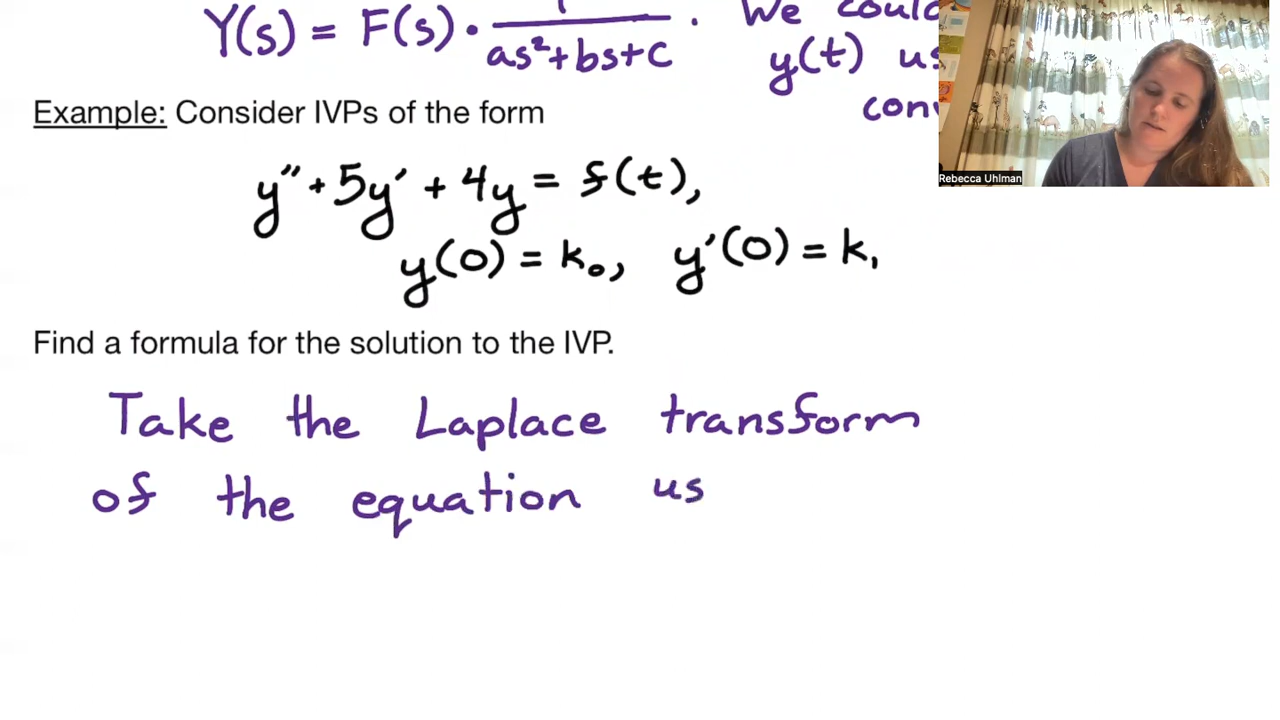 Y(s) = F(s) · 1/(as²+bs+c) . We could
y(t) us
conv
Example: Consider IVPs of the form
y″ + 5y′ + 4y = f(t),
y(0) = k₀, y′(0) = k₁
Find a formula for the solution to the IVP.
Take the Laplace transform
of the equation us
Rebecca Uhlman